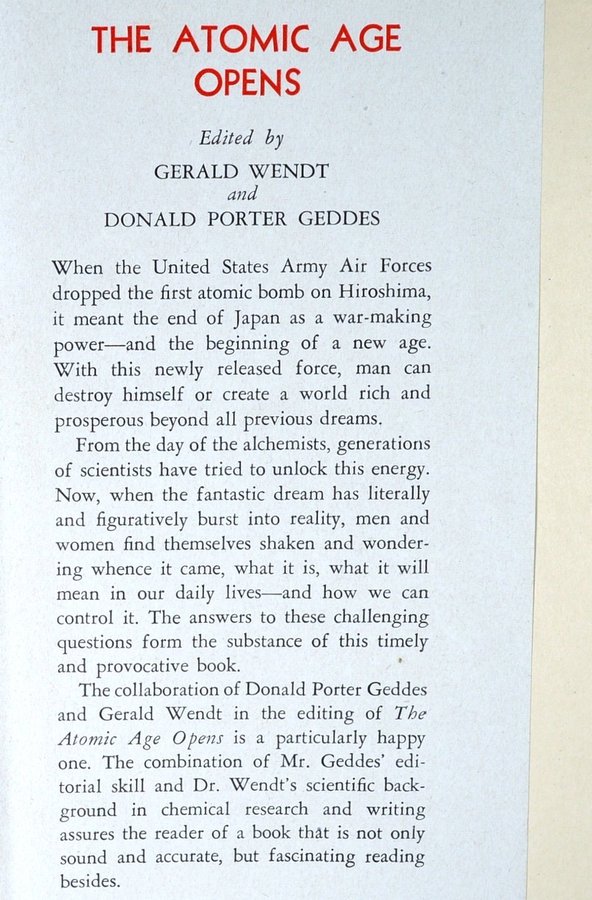 THE ATOMIC AGE
OPENS
Edited by
GERALD WENDT
and
DONALD PORTER GEDDES
When the United States Army Air Forces
dropped the first atomic bomb on Hiroshima,
it meant the end of Japan as a war-making
power—and the beginning of a new age.
With this newly released force, man can
destroy himself or create a world rich and
prosperous beyond all previous dreams.
From the day of the alchemists, generations
of scientists have tried to unlock this energy.
Now, when the fantastic dream has literally
and figuratively burst into reality, men and
women find themselves shaken and wonder-
ing whence it came, what it is, what it will
mean in our daily lives—and how we can
control it. The answers to these challenging
questions form the substance of this timely
and provocative book.
The collaboration of Donald Porter Geddes
and Gerald Wendt in the editing of The
Atomic Age Opens is a particularly happy
one. The combination of Mr. Geddes' edi-
torial skill and Dr. Wendt's scientific back-
ground in chemical research and writing
assures the reader of a book that is not only
sound and accurate, but fascinating reading
besides.